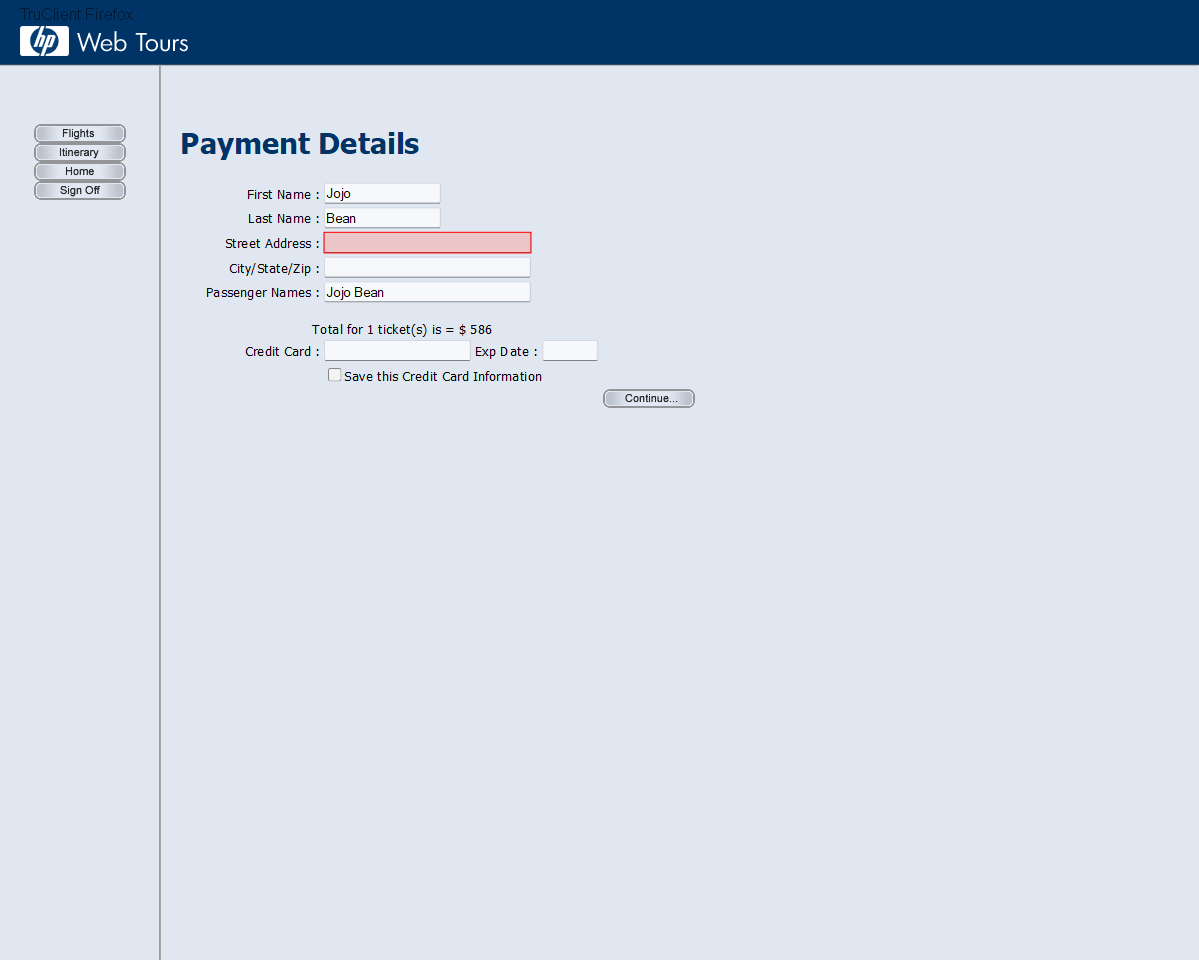 TruClient Firefox
hp Web Tours
Flights
Itinerary
Home
Sign Off
Payment Details
First Name : Jojo
Last Name : Bean
Street Address :
City/State/Zip :
Passenger Names : Jojo Bean
Total for 1 ticket(s) is = $ 586
Credit Card : Exp Date :
Save this Credit Card Information
Continue...